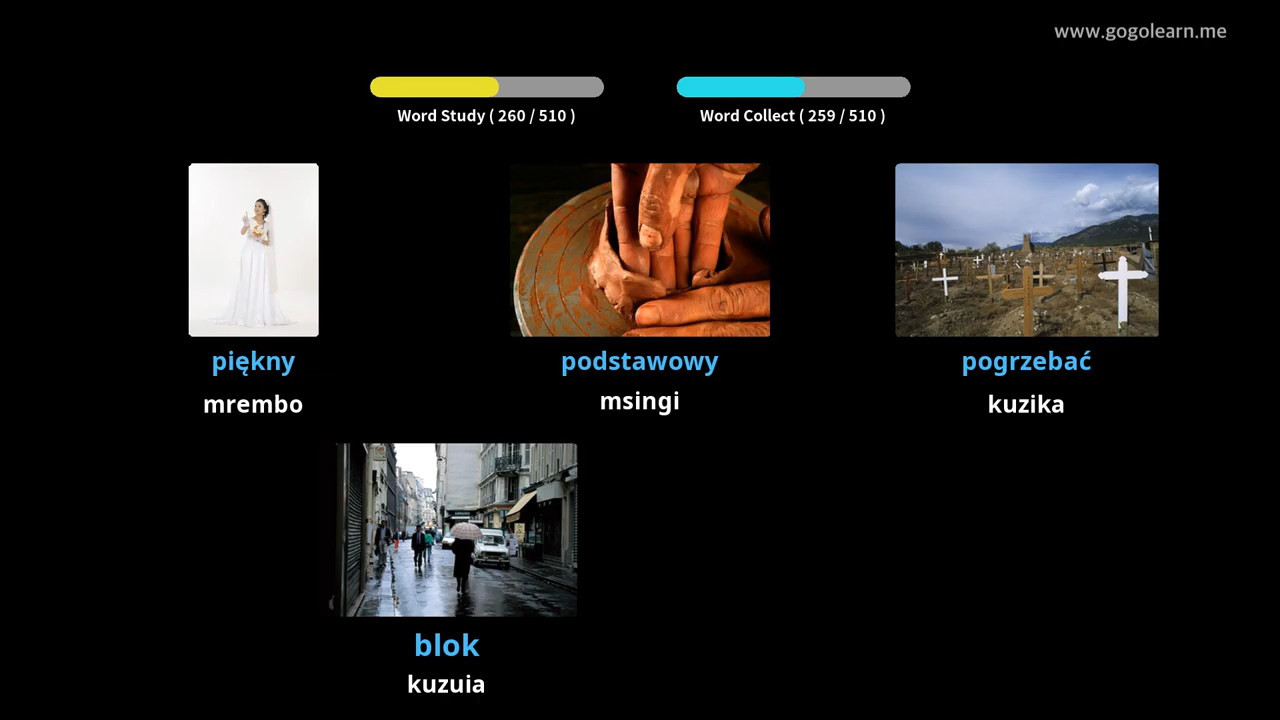 www.gogolearn.me
Word Study ( 260 / 510 )
Word Collect ( 259 / 510 )
piękny
podstawowy
pogrzebać
mrembo
msingi
kuzika
blok
kuzuia